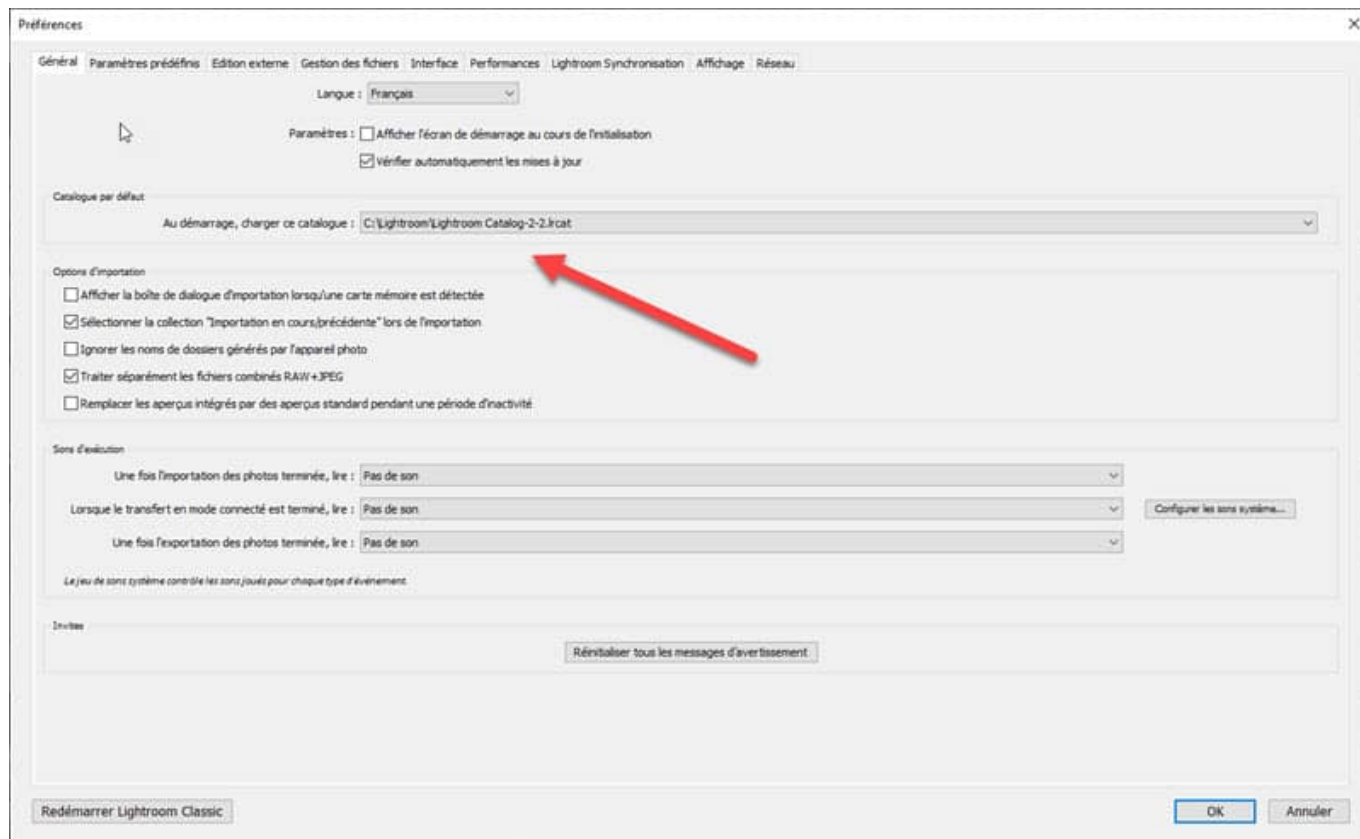 Préférences
Général Paramètres prédéfinis Edition externe Gestion des fichiers Interface Performances Lightroom Synchronisation Affichage Réseau
Langue : Français
Paramètres : Afficher l'écran de démarrage au cours de l'initialisation
Vérifier automatiquement les mises à jour
Catalogue par défaut
Au démarrage, charger ce catalogue : C:\Lightroom\Lightroom Catalog-2-2.lrcat
Options d'importation
Afficher la boîte de dialogue d'importation lorsqu'une carte mémoire est détectée
Sélectionner la collection "Importation en cours/précédente" lors de l'importation
Ignorer les noms de dossiers générés par l'appareil photo
Traiter séparément les fichiers combinés RAW+JPEG
Remplacer les aperçus intégrés par des aperçus standard pendant une période d'inactivité
Sons d'exécution
Une fois l'importation des photos terminée, lire : Pas de son
Lorsque le transfert en mode connecté est terminé, lire : Pas de son Configurer les sons système...
Une fois l'exportation des photos terminée, lire : Pas de son
Le jeu de sons système contrôle les sons joués pour chaque type d'événement.
Invites
Réinitialiser tous les messages d'avertissement
Redémarrer Lightroom Classic OK Annuler